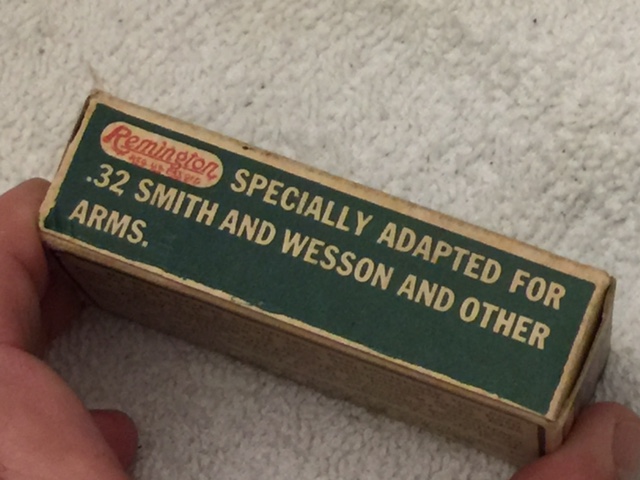 Remington
SPECIALLY ADAPTED FOR
.32 SMITH AND WESSON AND OTHER
ARMS.